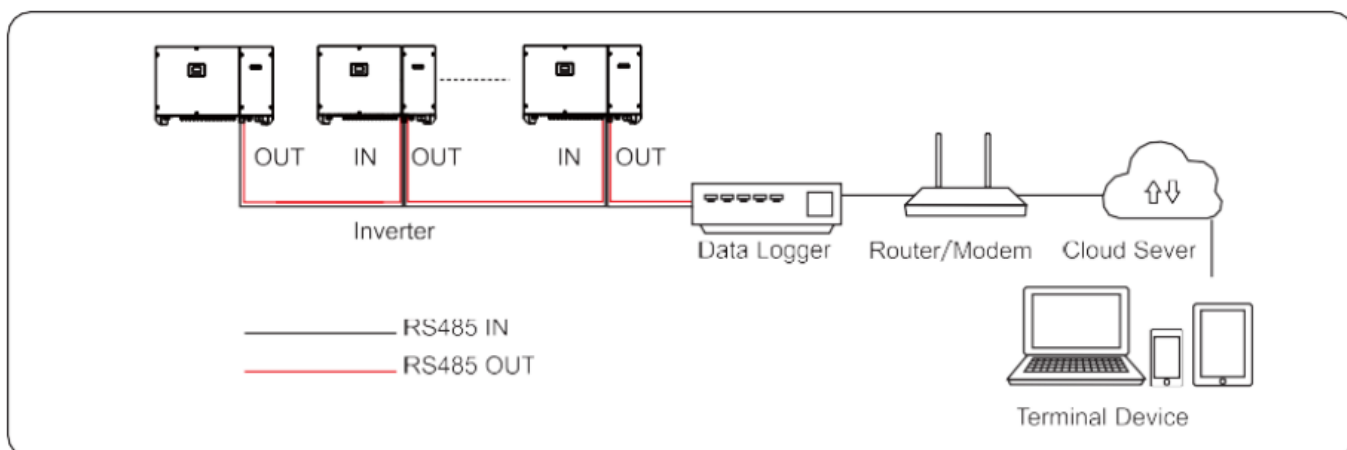 OUT IN OUT IN OUT
Inverter
Data Logger
Router/Modem
Cloud Sever
RS485 IN
RS485 OUT
Terminal Device